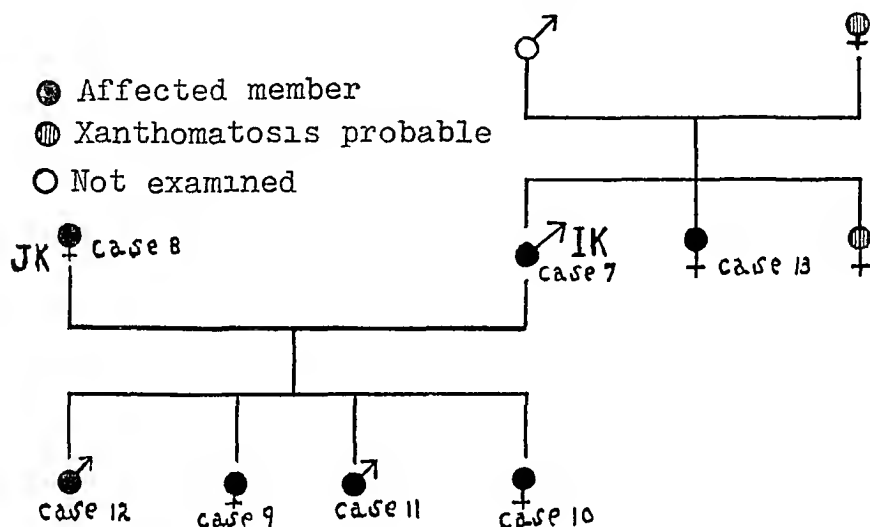 Affected member
Xanthomatosis probable
Not examined
JK case 8
IK
case 7
case 13
case 12
case 9
case 11
case 10